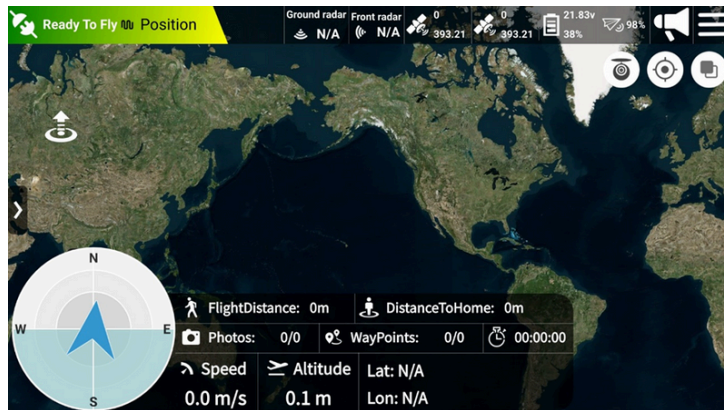 Ready To Fly Position
Ground radar N/A
Front radar N/A
0
393.21
0
393.21
21.83v
38%
98%
N
W E
S
FlightDistance: 0m DistanceToHome: 0m
Photos: 0/0 WayPoints: 0/0 00:00:00
Speed Altitude Lat: N/A
0.0 m/s 0.1 m Lon: N/A